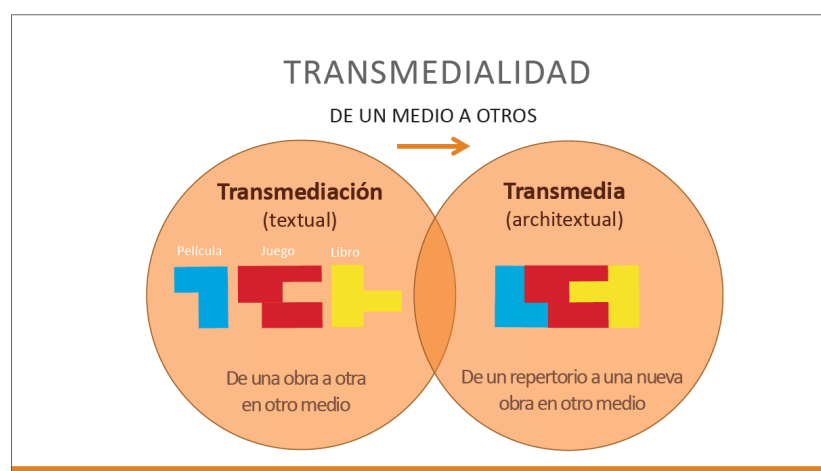 TRANSMEDIALIDAD
DE UN MEDIO A OTROS
Transmediación
(textual)
Película
Juego
Libro
De una obra a otra
en otro medio
Transmedia
(architextual)
De un repertorio a una nueva
obra en otro medio